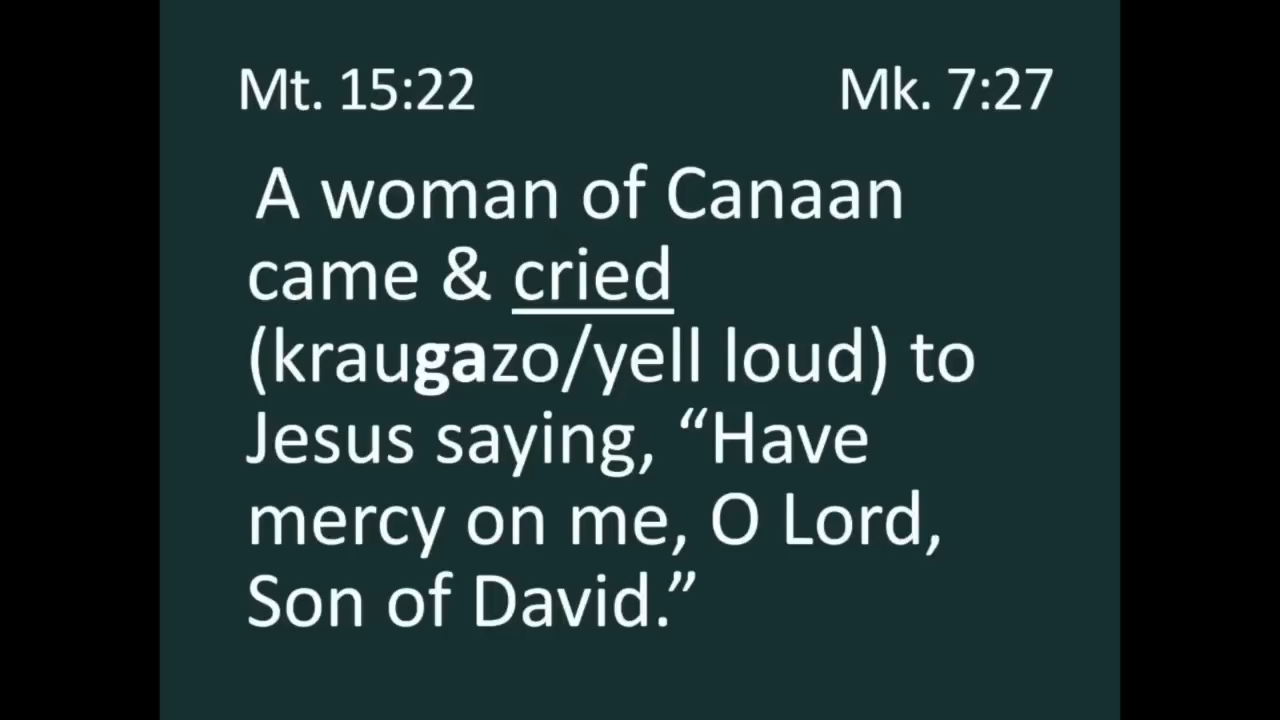 Mt. 15:22 Mk. 7:27
A woman of Canaan
came & cried
(kraugazo/yell loud) to
Jesus saying, “Have
mercy on me, O Lord,
Son of David.”